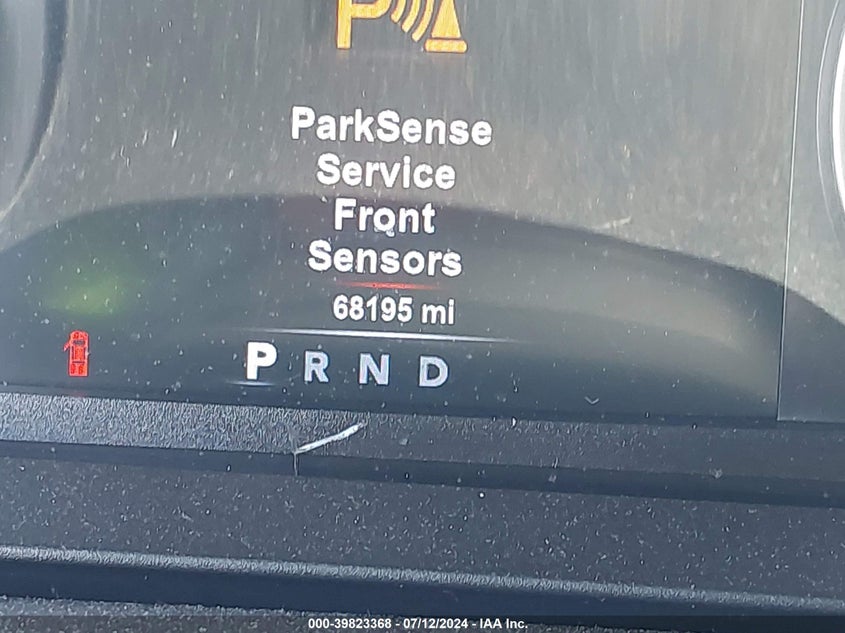 P
ParkSense
Service
Front
Sensors
68195 mi
P R N D
000-39823368 - 07/12/2024 - IAA Inc.